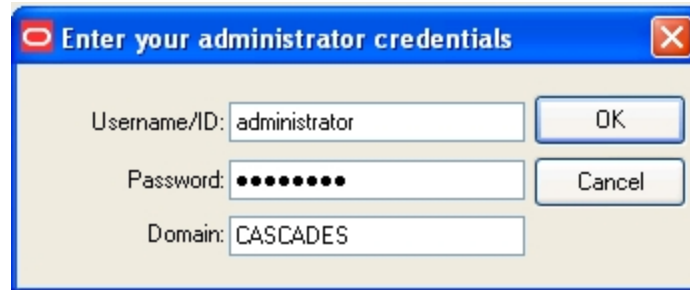 Enter your administrator credentials
Username/ID: administrator
OK
Password: ●●●●●●●●
Cancel
Domain: CASCADES